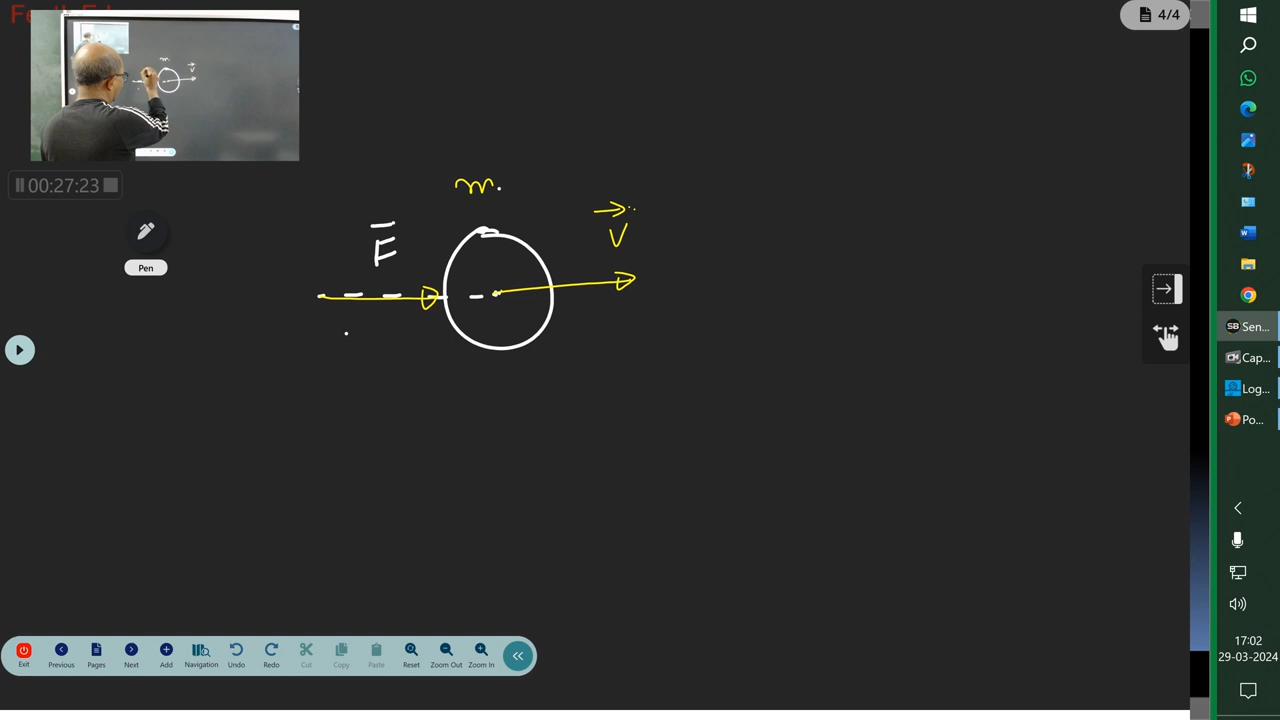 4/4
00:27:23
m
F
V
Pen
Sen...
Cap...
Log...
Po...
Exit Previous Pages Next Add Navigation Undo Redo Cut Copy Paste Reset Zoom Out Zoom In
17:02
29-03-2024